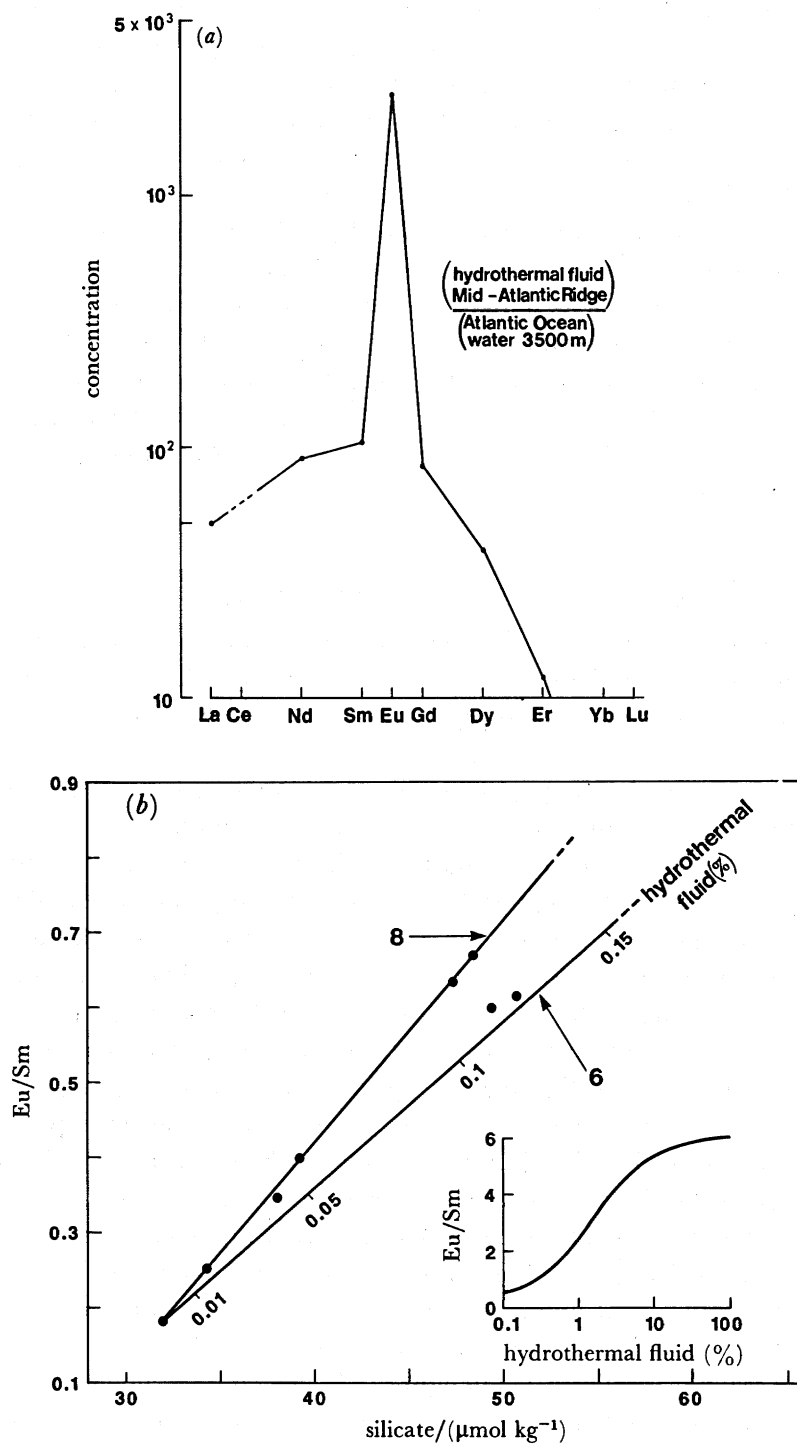 (a)
5 × 10³
10³
10²
10
concentration
(hydrothermal fluid
Mid-Atlantic Ridge)
(Atlantic Ocean
water 3500m)
La Ce Nd Sm Eu Gd Dy Er Yb Lu
(b)
0.9
0.7
0.5
0.3
0.1
Eu/Sm
hydrothermal
fluid(%)
8
0.15
6
0.1
0.05
0.01
6
4
2
0
Eu/Sm
0.1 1 10 100
hydrothermal fluid (%)
30 40 50 60
silicate/(μmol kg⁻¹)